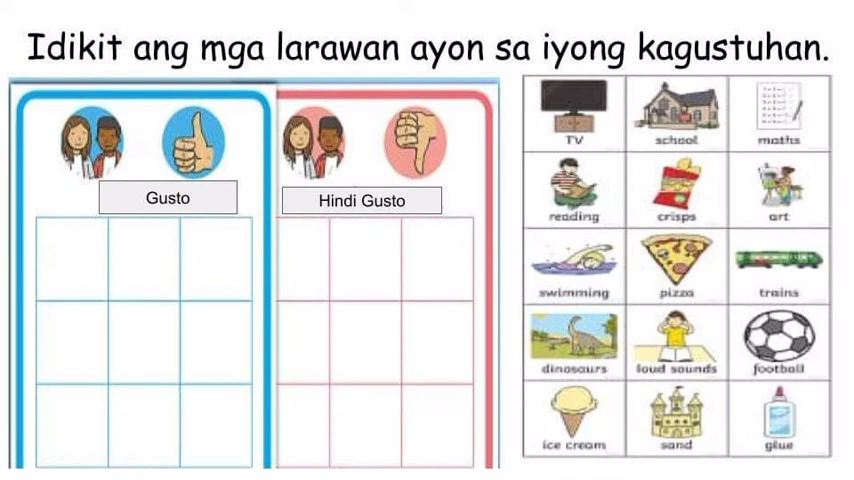 Idikit ang mga larawan ayon sa iyong kagustuhan.
Gusto
Hindi Gusto
TV
school
maths
reading
crisps
art
swimming
pizza
trains
dinosaurs
loud sounds
football
ice cream
sand
glue